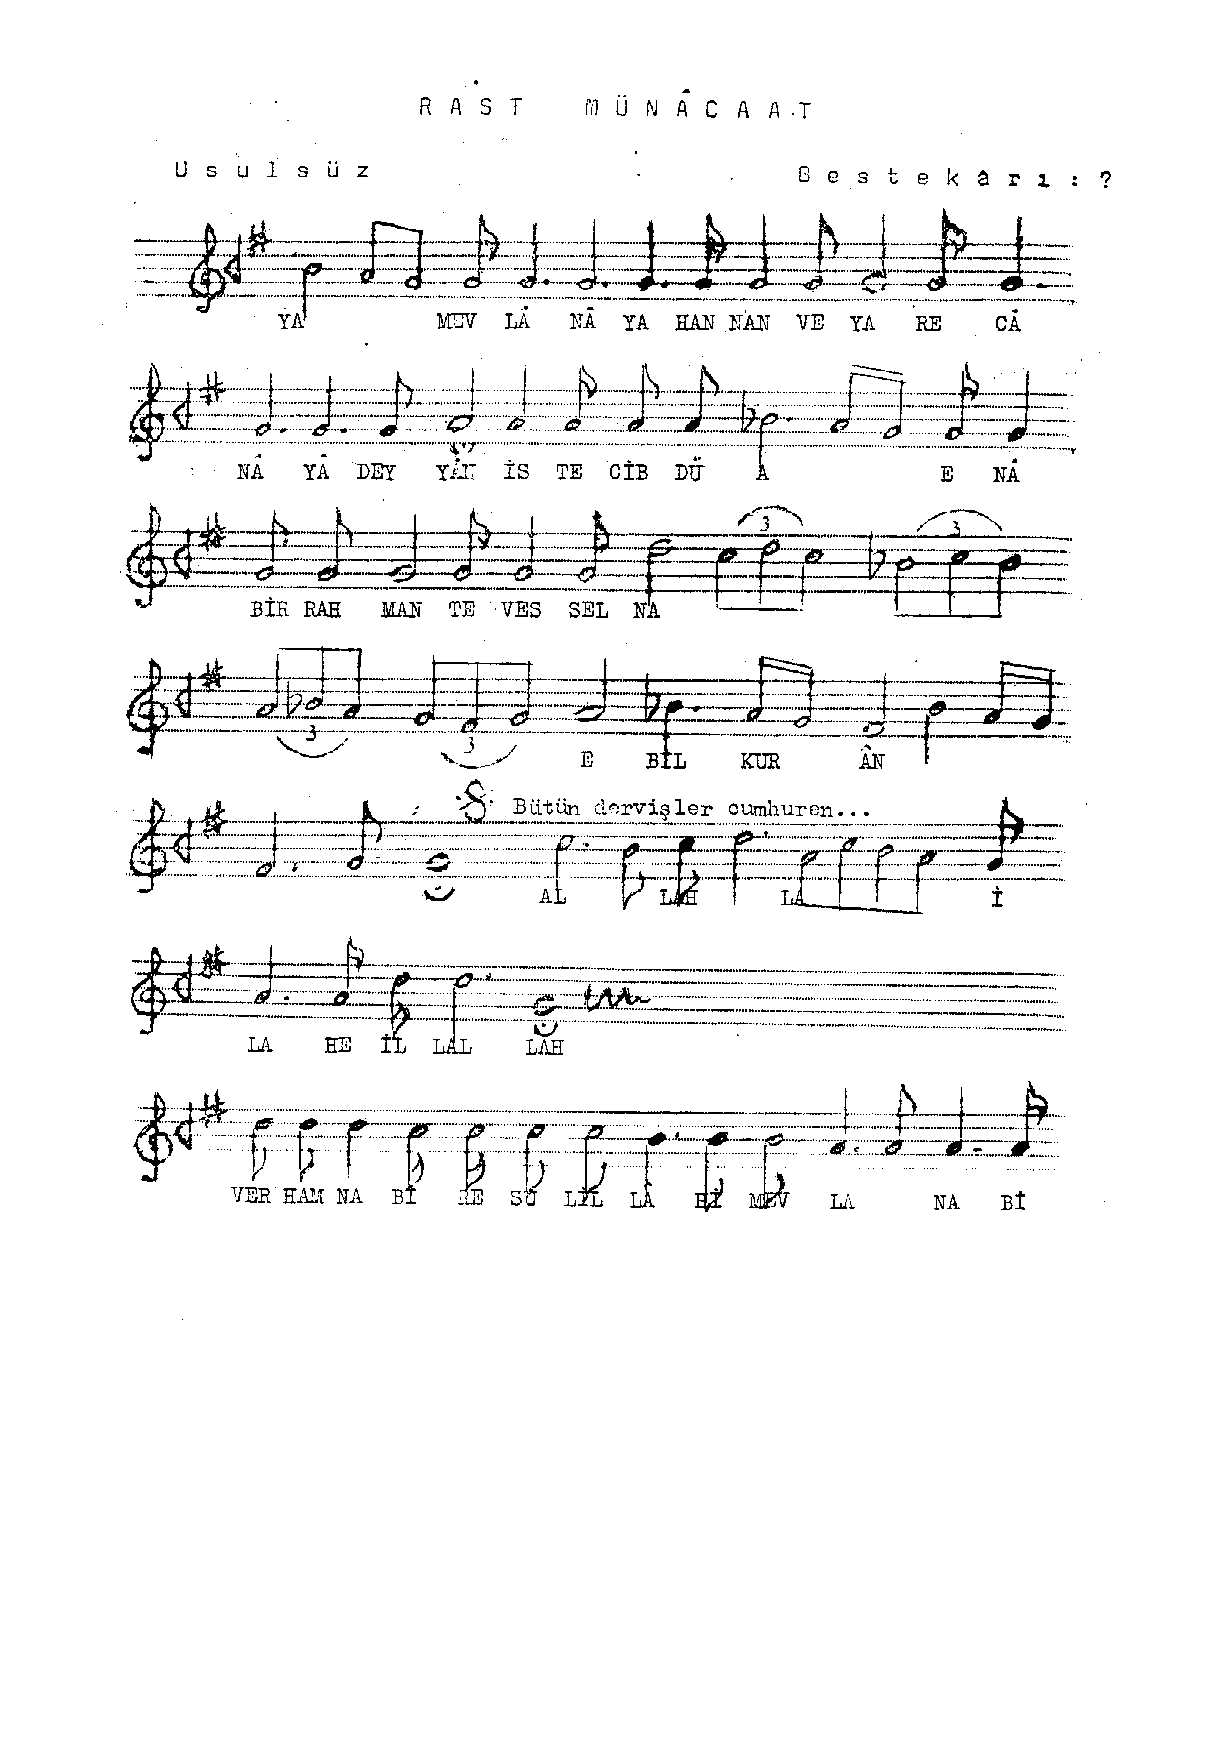 RAST MÜNÂCAAT
Usulsüz Bestekârı: ?
YA MEV LÂ NÂ YA HAN NAN VE YA RE CÂ
NÂ YÂ DEY YÂN İS TE CİB DÜ A E NÂ
BİR RAH MAN TE VES SEL NA
3 3
3 3
E BİL KUR ÂN
Bütün dervişler cumhuren...
AL LAH LA İ
LA HE İL LAL LAH
VER HAM NA BÎ RE SU LİL LÂ Hİ MEV LA NA BÎ